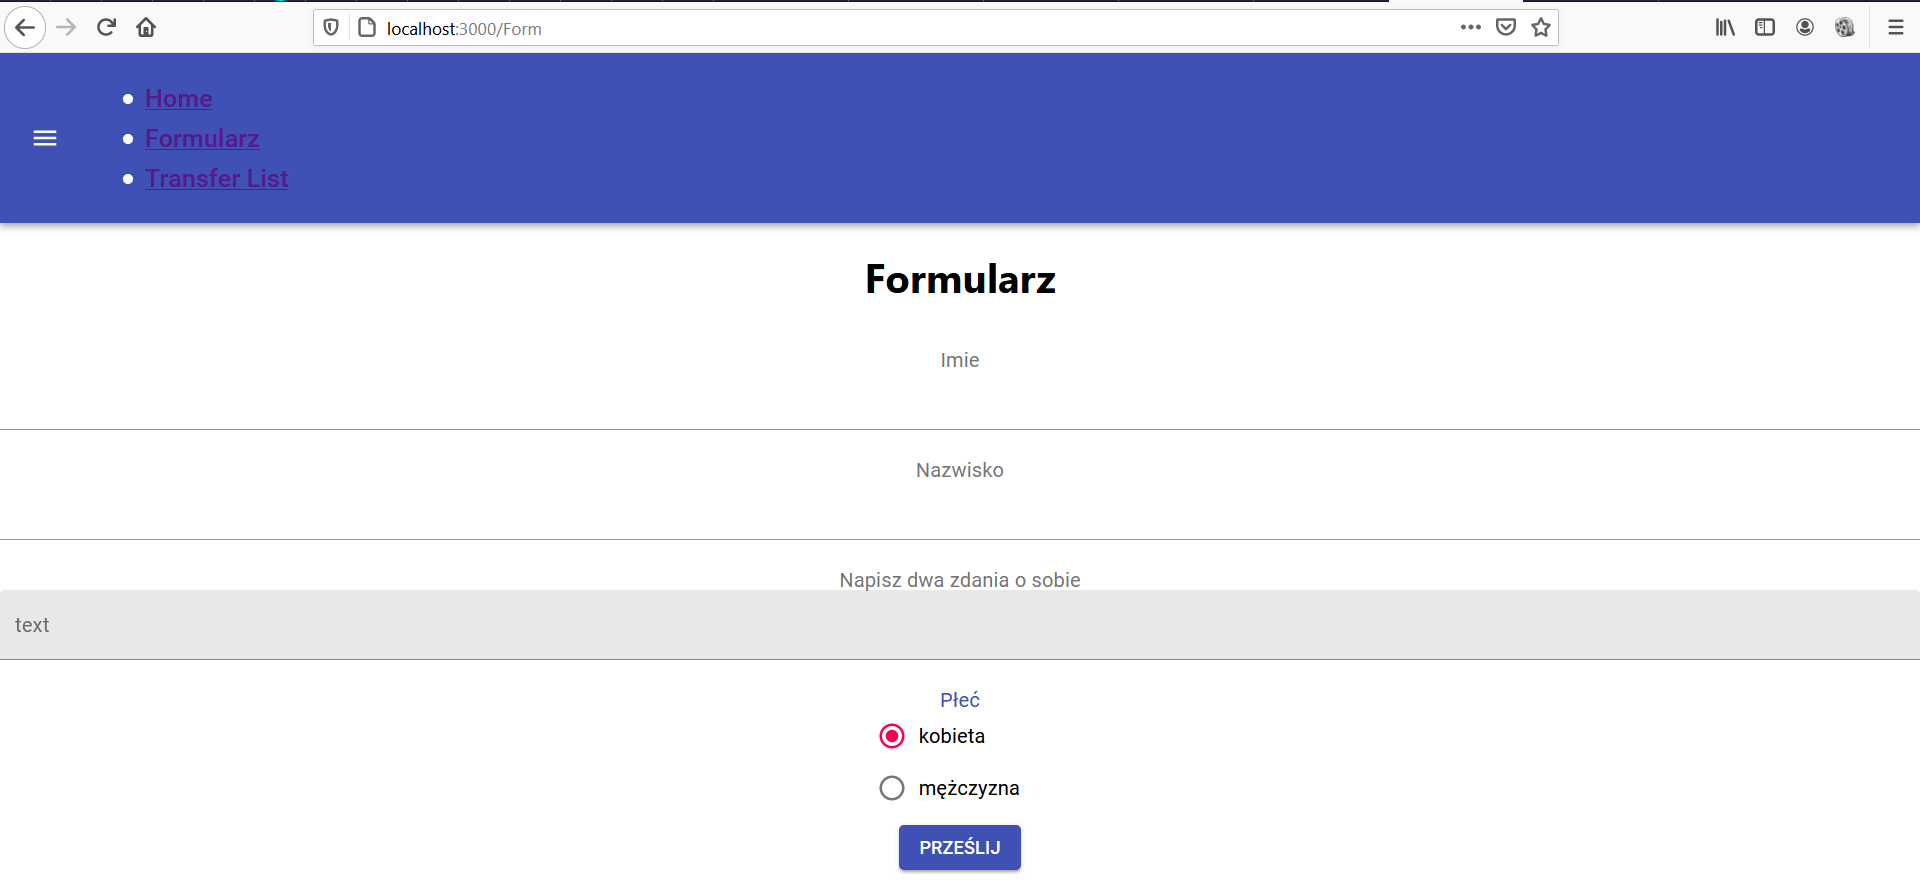 localhost:3000/Form
Home
Formularz
Transfer List
Formularz
Imie
Nazwisko
Napisz dwa zdania o sobie
text
Płeć
kobieta
mężczyzna
PRZEŚLIJ